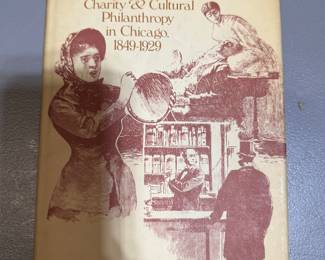 Charity & Cultural
Philanthropy
in Chicago,
1849-1929